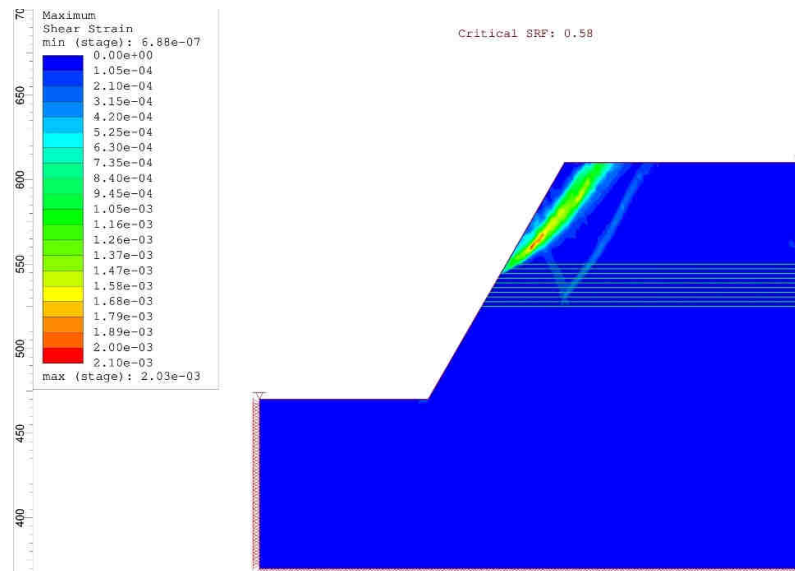 Maximum
Shear Strain
min (stage): 6.88e-07
0.00e+00
1.05e-04
2.10e-04
3.15e-04
4.20e-04
5.25e-04
6.30e-04
7.35e-04
8.40e-04
9.45e-04
1.05e-03
1.16e-03
1.26e-03
1.37e-03
1.47e-03
1.58e-03
1.68e-03
1.79e-03
1.89e-03
2.00e-03
2.10e-03
max (stage): 2.03e-03
Critical SRF: 0.58
650
600
550
500
450
400